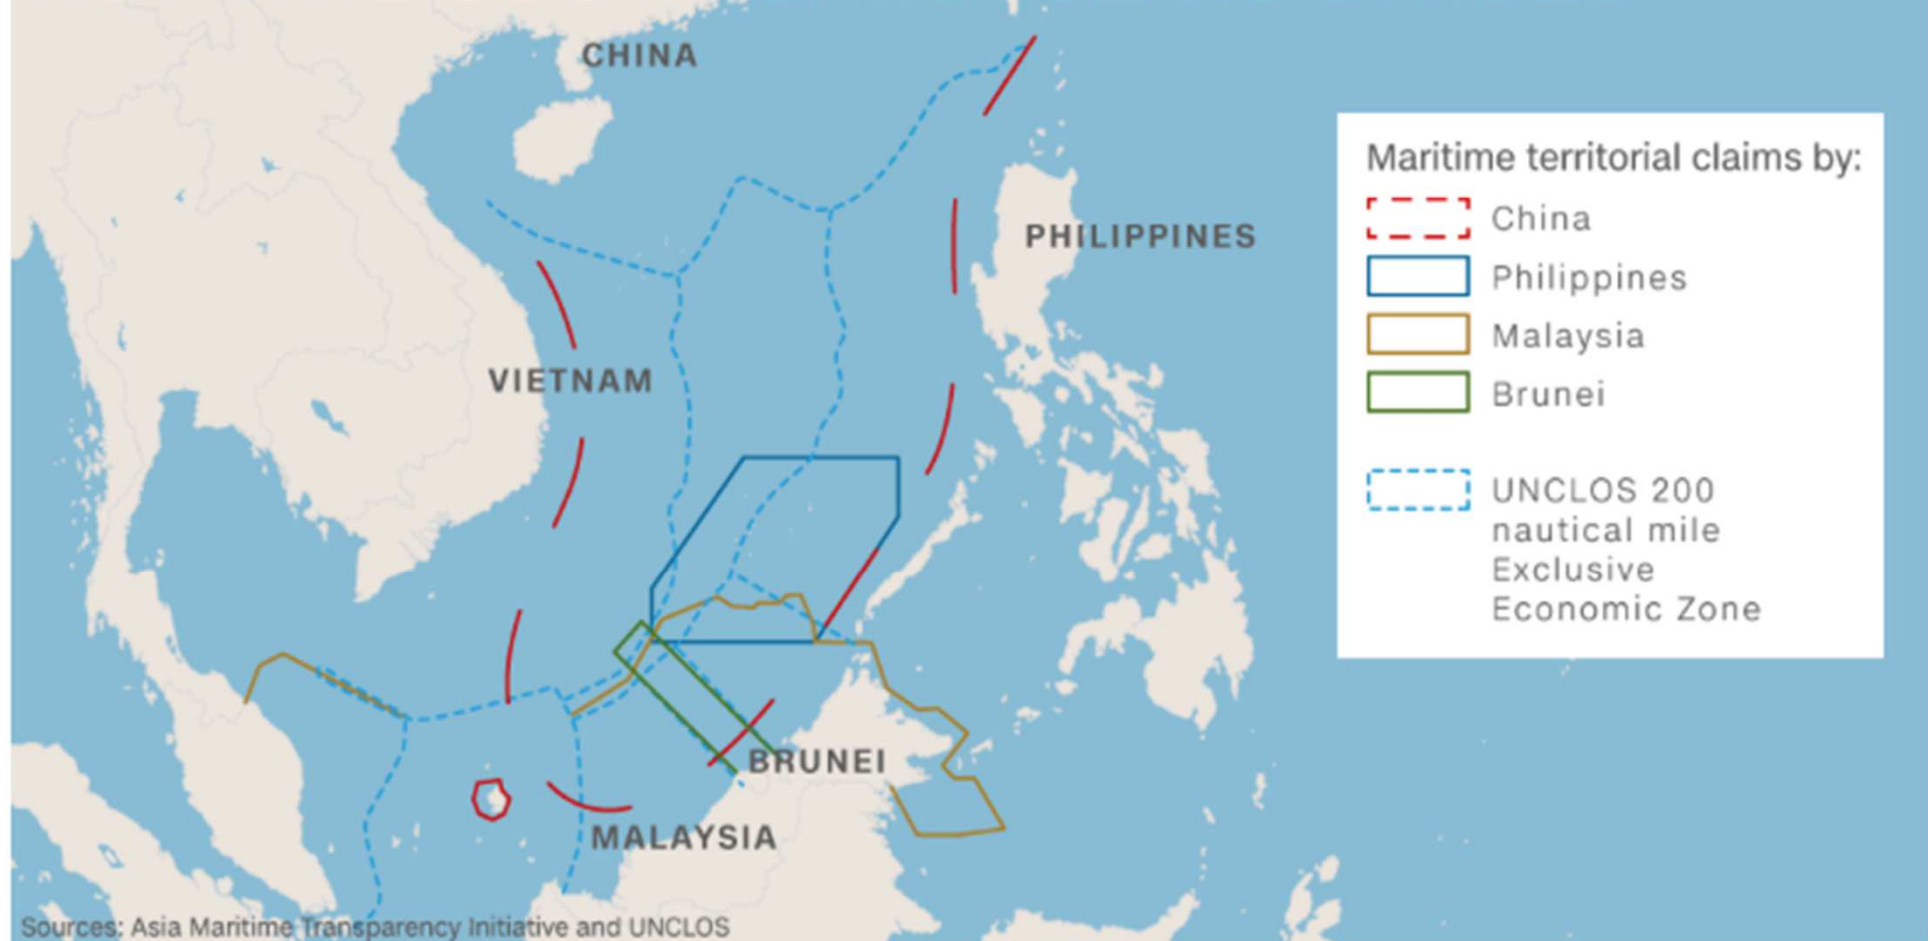 CHINA
PHILIPPINES
VIETNAM
BRUNEI
MALAYSIA
Maritime territorial claims by:
China
Philippines
Malaysia
Brunei
UNCLOS 200
nautical mile
Exclusive
Economic Zone
Sources: Asia Maritime Transparency Initiative and UNCLOS